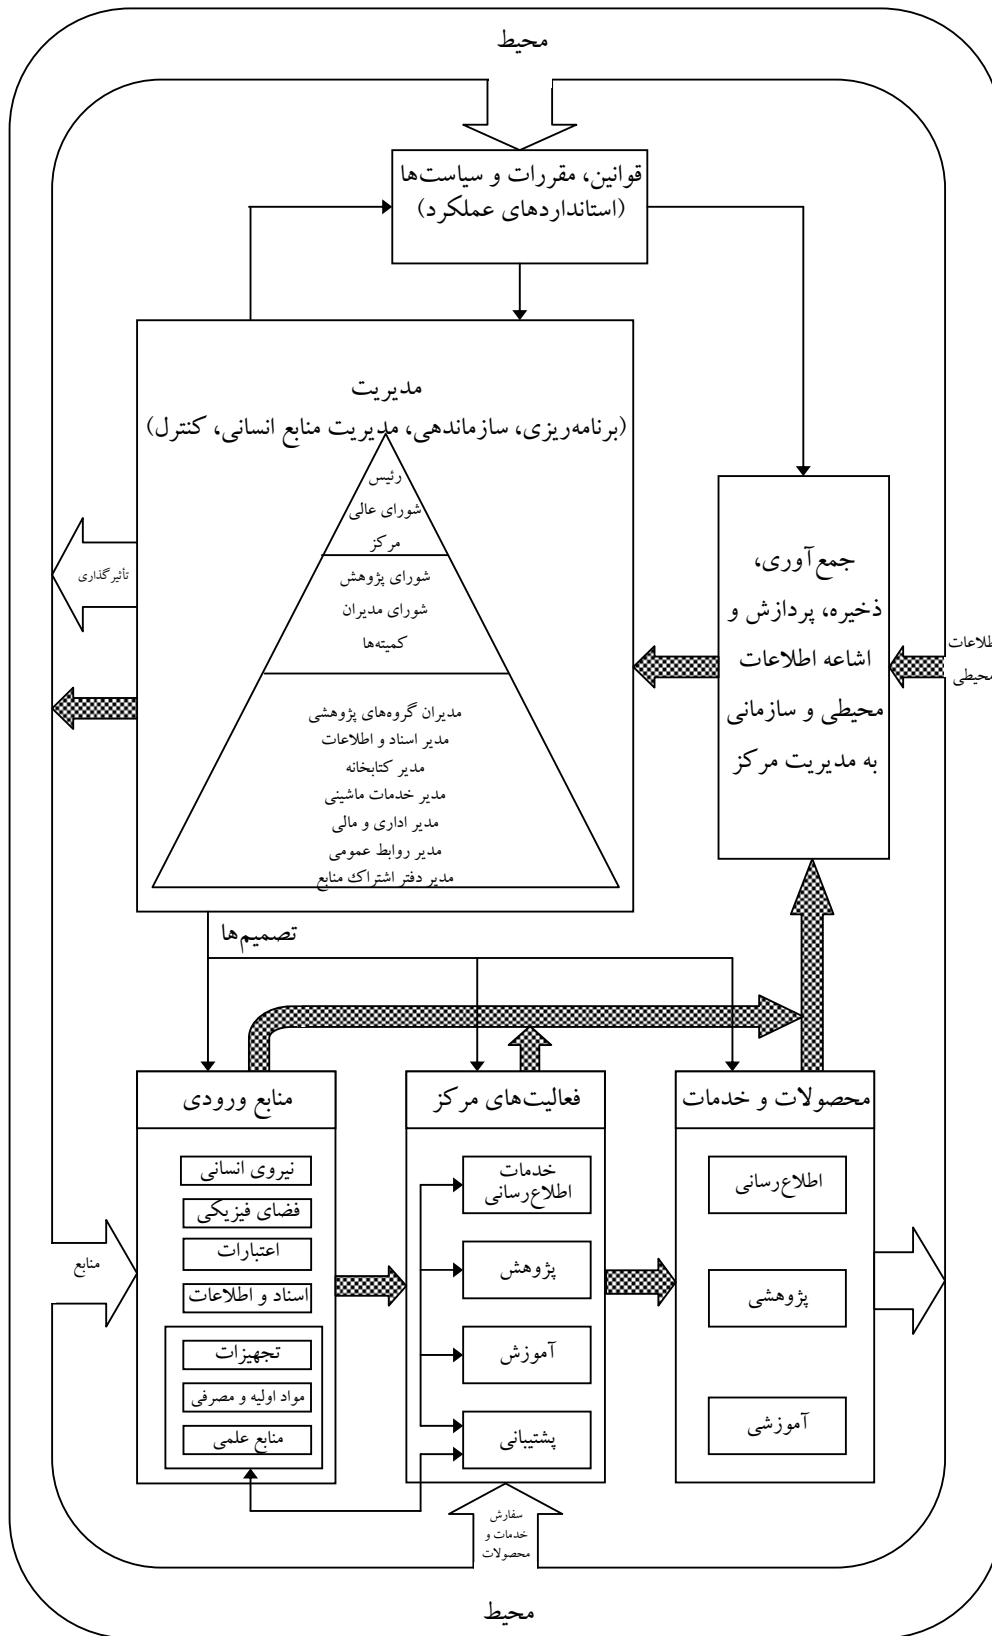 محیط
قوانین، مقررات و سیاست‌ها
(استانداردهای عملکرد)
مدیریت
(برنامه‌ریزی، سازماندهی، مدیریت منابع انسانی، کنترل)
رئیس
شورای عالی
مرکز
شورای پژوهش
شورای مدیران
کمیته‌ها
مدیران گروه‌های پژوهشی
مدیر اسناد و اطلاعات
مدیر کتابخانه
مدیر خدمات ماشینی
مدیر اداری و مالی
مدیر روابط عمومی
مدیر دفتر اشتراك منابع
جمع‌آوری،
ذخیره، پردازش و
اشاعه اطلاعات
محیطی و سازمانی
به مدیریت مرکز
طلاعات
محیطی
تأثیرگذاری
تصمیم‌ها
محصولات و خدمات
اطلاع‌رسانی
پژوهشی
آموزشی
فعالیت‌های مرکز
خدمات
اطلاع‌رسانی
پژوهش
آموزش
پشتیبانی
منابع ورودی
نیروی انسانی
فضای فیزیکی
اعتبارات
اسناد و اطلاعات
تجهیزات
مواد اولیه و مصرفی
منابع علمی
منابع
سفارش
خدمات و
محصولات
محیط